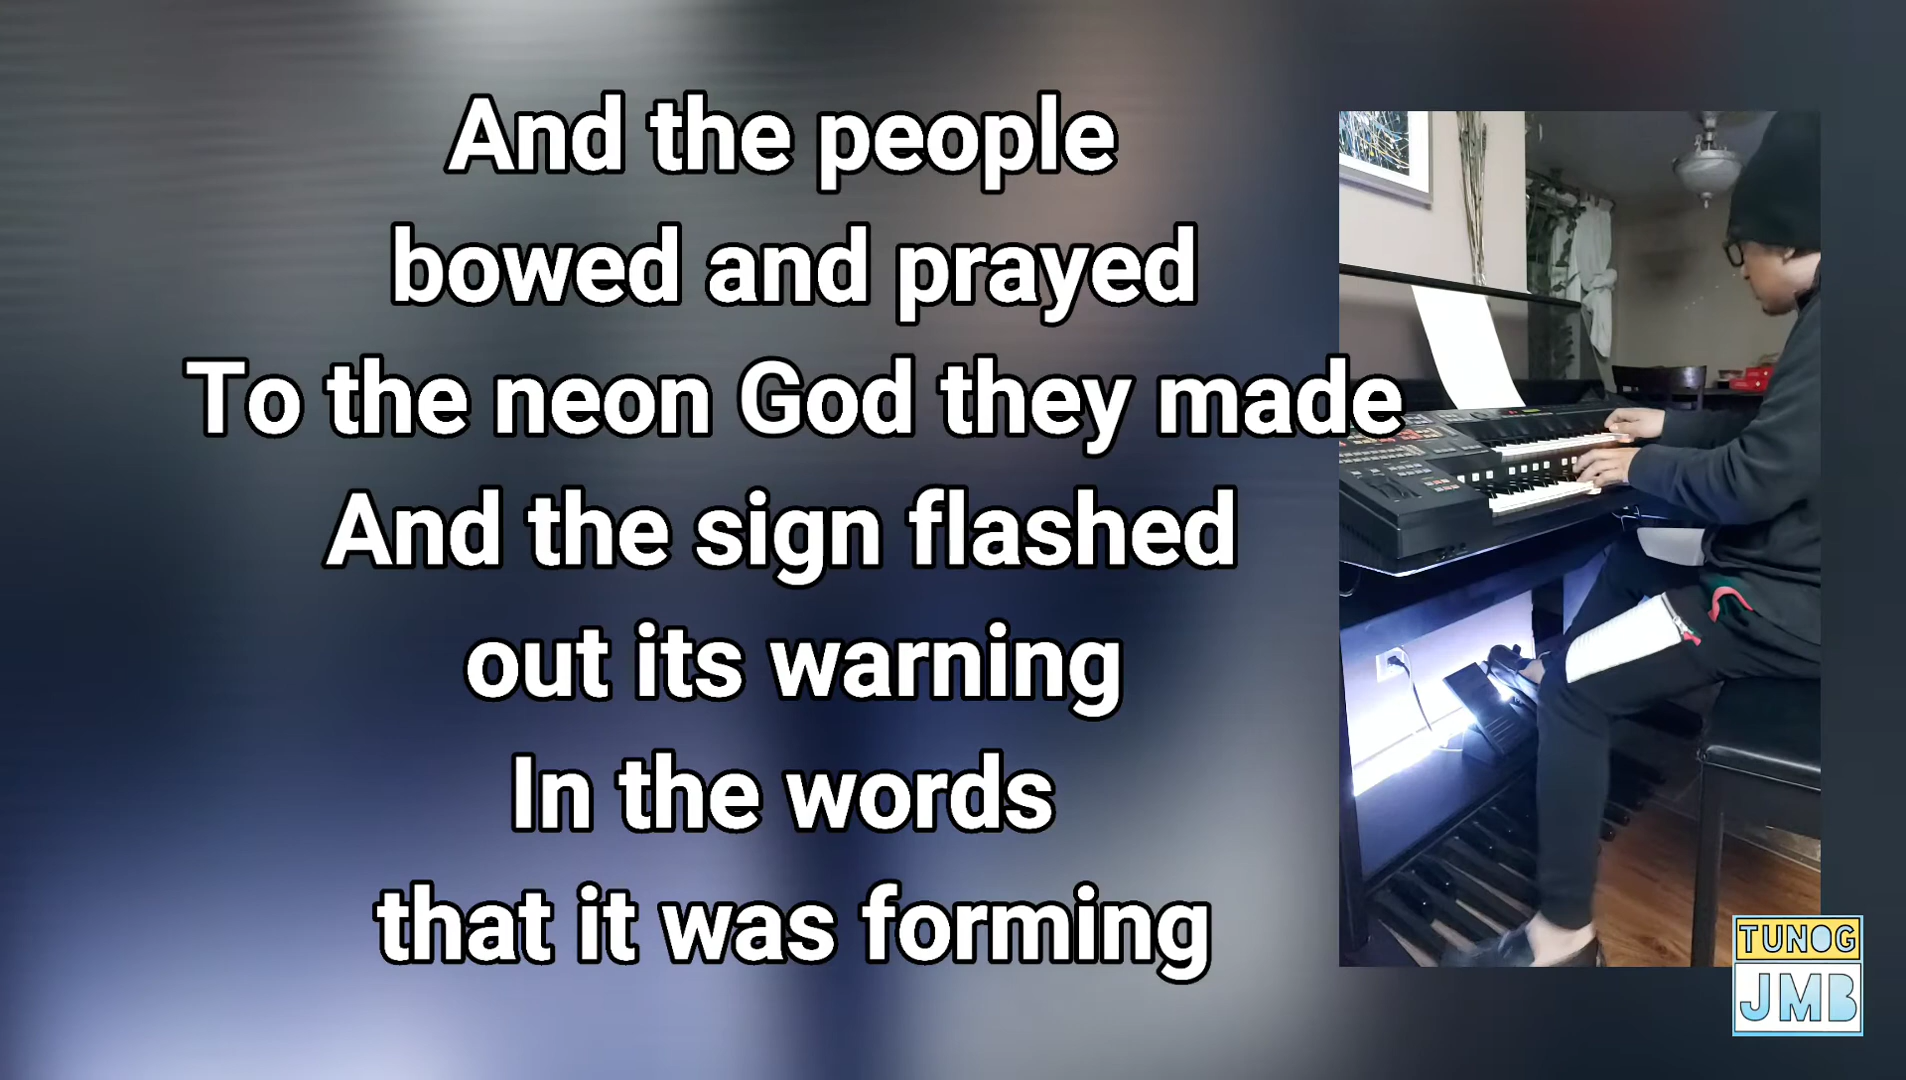 And the people
bowed and prayed
To the neon God they made
And the sign flashed
out its warning
In the words
that it was forming
TUNOG
JMB